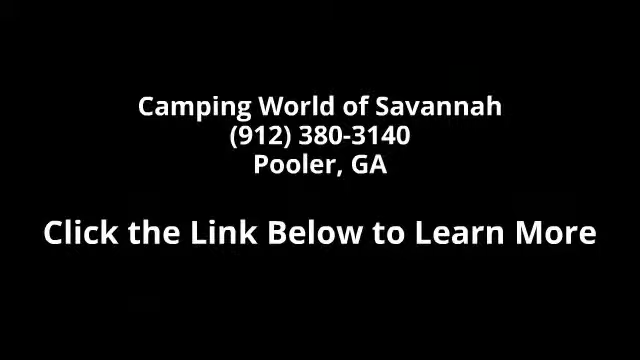 Camping World of Savannah
(912) 380-3140
Pooler, GA
Click the Link Below to Learn More